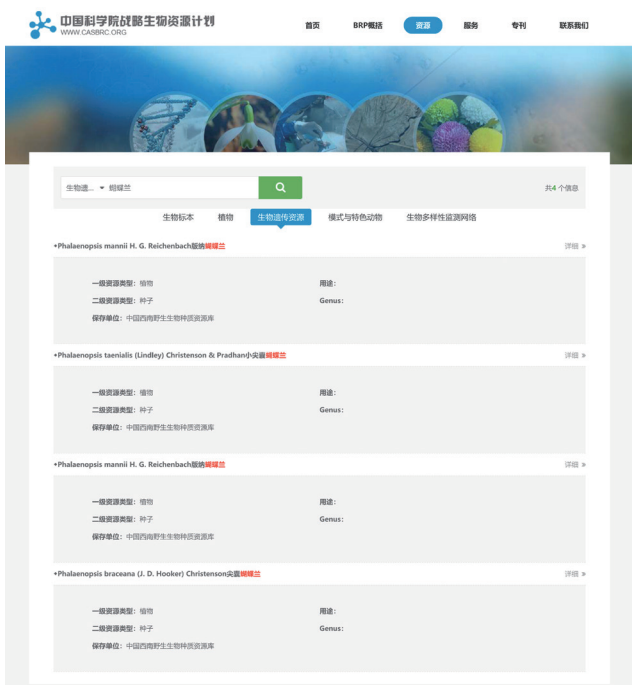 中国科学院战略生物资源计划
WWW.CASBRC.ORG
首页 BRP概括 资源 服务 专刊 联系我们
生物遗... 蝴蝶兰
共4 个信息
生物标本 植物 生物遗传资源 模式与特色动物 生物多样性监测网络
•Phalaenopsis mannii H. G. Reichenbach版纳蝴蝶兰 详细 »
一级资源类型：植物 用途：
二级资源类型：种子 Genus：
保存单位：中国西南野生生物种质资源库
•Phalaenopsis taenialis (Lindley) Christenson & Pradhan小尖囊蝴蝶兰 详细 »
一级资源类型：植物 用途：
二级资源类型：种子 Genus：
保存单位：中国西南野生生物种质资源库
•Phalaenopsis mannii H. G. Reichenbach版纳蝴蝶兰 详细 »
一级资源类型：植物 用途：
二级资源类型：种子 Genus：
保存单位：中国西南野生生物种质资源库
•Phalaenopsis braceana (J. D. Hooker) Christenson尖囊蝴蝶兰 详细 »
一级资源类型：植物 用途：
二级资源类型：种子 Genus：
保存单位：中国西南野生生物种质资源库